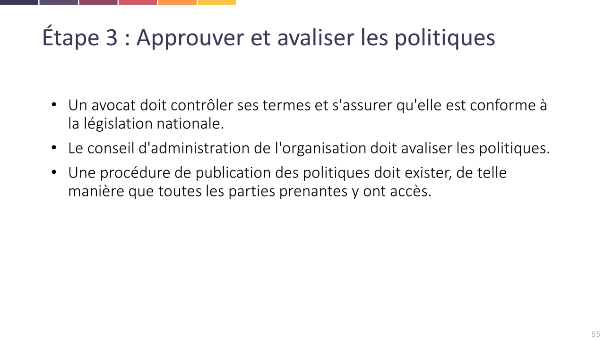 Étape 3 : Approuver et avaliser les politiques
• Un avocat doit contrôler ses termes et s'assurer qu'elle est conforme à
la législation nationale.
• Le conseil d'administration de l'organisation doit avaliser les politiques.
• Une procédure de publication des politiques doit exister, de telle
manière que toutes les parties prenantes y ont accès.
95